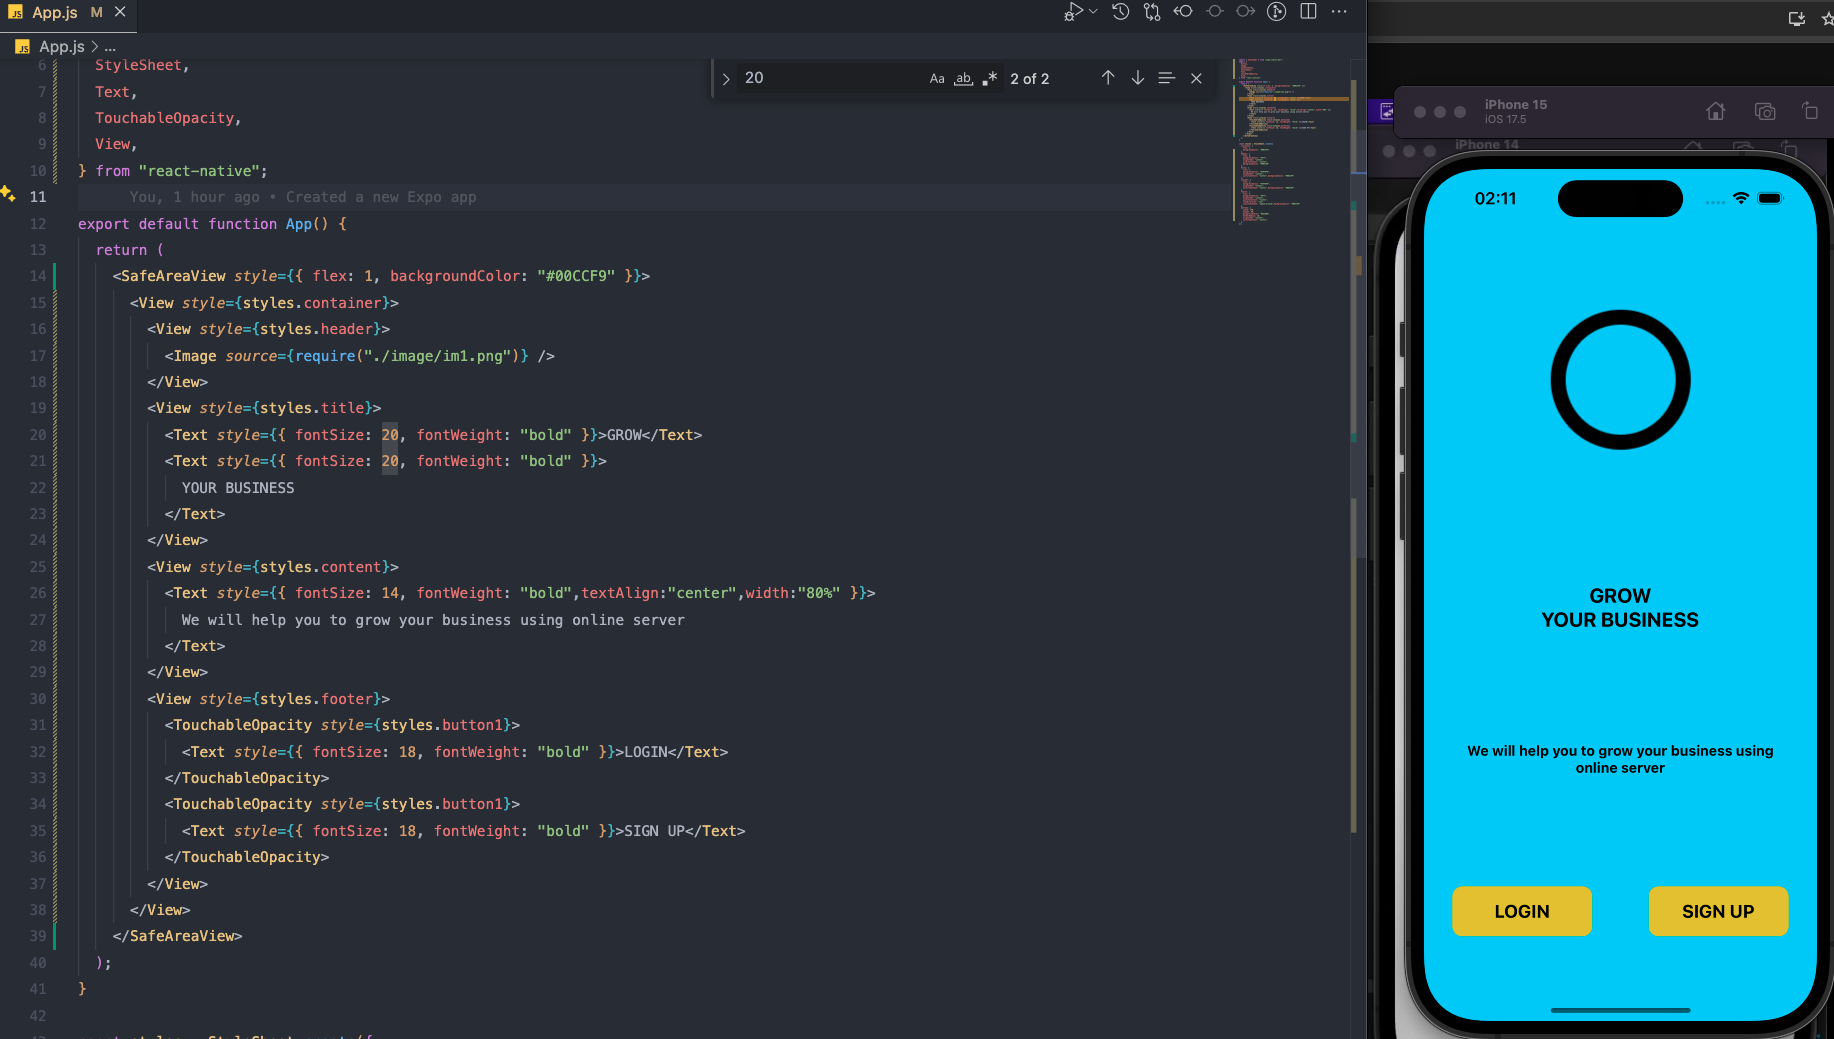 App.js M
App.js > ...
20 Aa ab 2 of 2
6 StyleSheet,
7 Text,
8 TouchableOpacity,
9 View,
10 } from "react-native";
11 You, 1 hour ago • Created a new Expo app
12 export default function App() {
13 return (
14 <SafeAreaView style={{ flex: 1, backgroundColor: "#00CCF9" }}>
15 <View style={styles.container}>
16 <View style={styles.header}>
17 <Image source={require("./image/im1.png")} />
18 </View>
19 <View style={styles.title}>
20 <Text style={{ fontSize: 20, fontWeight: "bold" }}>GROW</Text>
21 <Text style={{ fontSize: 20, fontWeight: "bold" }}>
22 YOUR BUSINESS
23 </Text>
24 </View>
25 <View style={styles.content}>
26 <Text style={{ fontSize: 14, fontWeight: "bold",textAlign:"center",width:"80%" }}>
27 We will help you to grow your business using online server
28 </Text>
29 </View>
30 <View style={styles.footer}>
31 <TouchableOpacity style={styles.button1}>
32 <Text style={{ fontSize: 18, fontWeight: "bold" }}>LOGIN</Text>
33 </TouchableOpacity>
34 <TouchableOpacity style={styles.button1}>
35 <Text style={{ fontSize: 18, fontWeight: "bold" }}>SIGN UP</Text>
36 </TouchableOpacity>
37 </View>
38 </View>
39 </SafeAreaView>
40 );
41 }
42
iPhone 15
iOS 17.5
iPhone 14
02:11
GROW
YOUR BUSINESS
We will help you to grow your business using
online server
LOGIN
SIGN UP